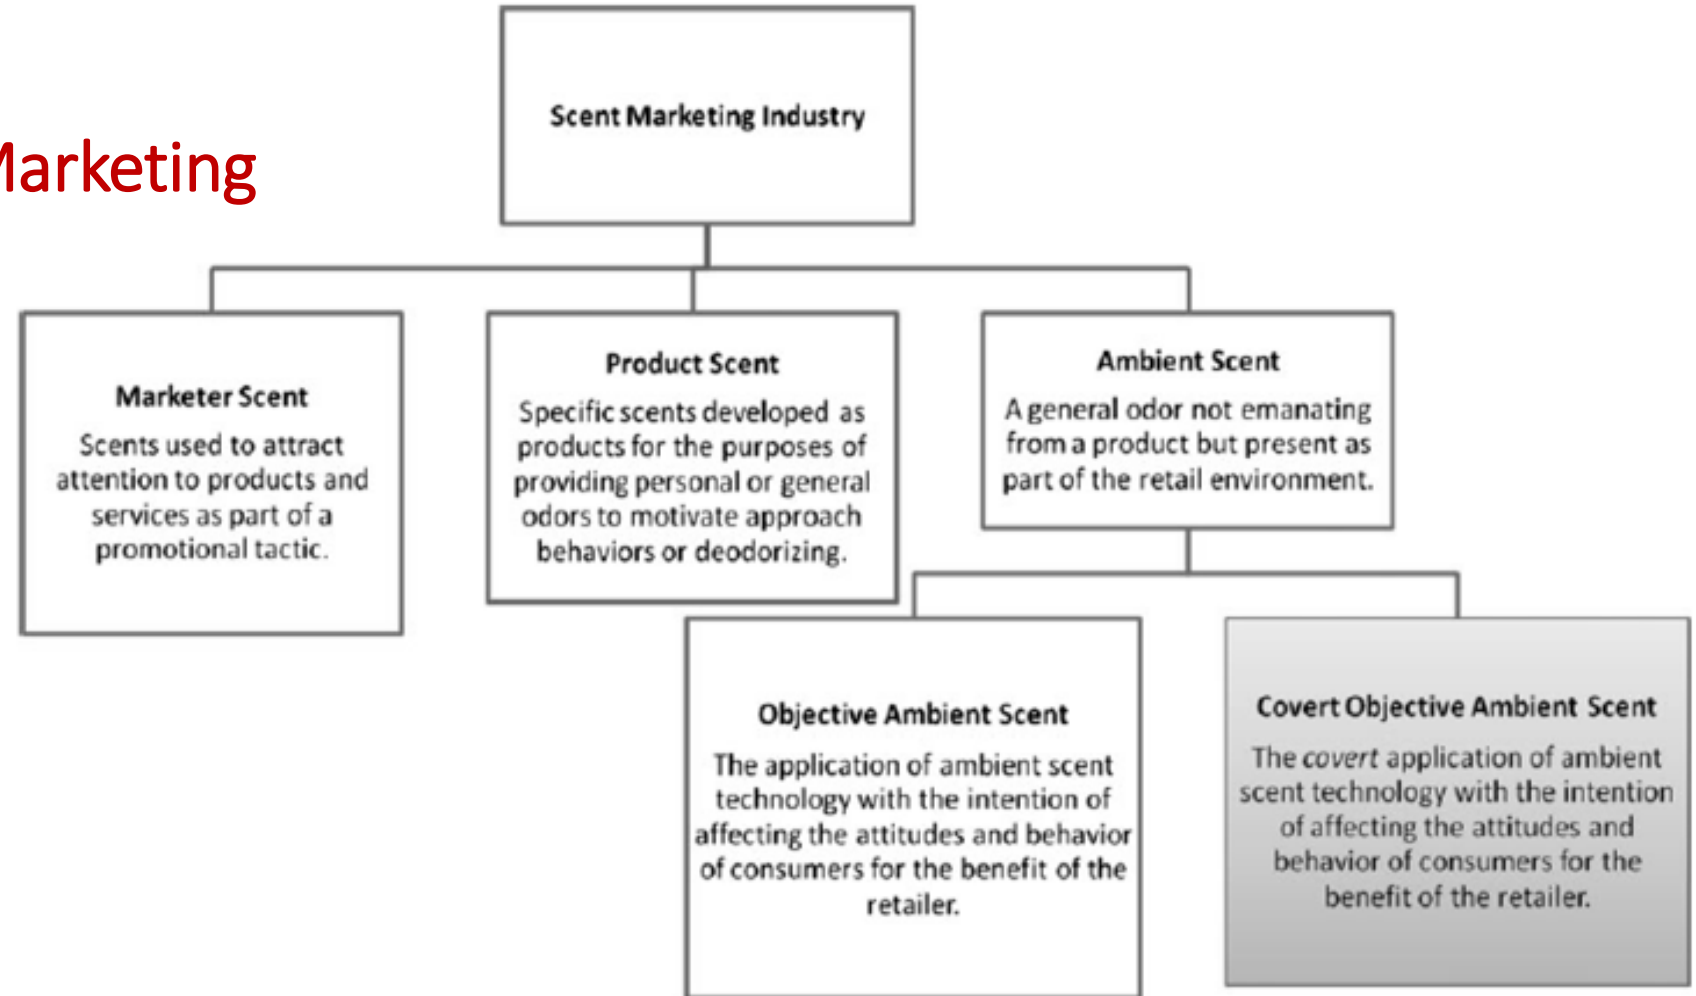 Marketing
Scent Marketing Industry
Marketer Scent
Scents used to attract
attention to products and
services as part of a
promotional tactic.
Product Scent
Specific scents developed as
products for the purposes of
providing personal or general
odors to motivate approach
behaviors or deodorizing.
Ambient Scent
A general odor not emanating
from a product but present as
part of the retail environment.
Objective Ambient Scent
The application of ambient scent
technology with the intention of
affecting the attitudes and behavior
of consumers for the benefit of the
retailer.
Covert Objective Ambient Scent
The covert application of ambient
scent technology with the intention
of affecting the attitudes and
behavior of consumers for the
benefit of the retailer.